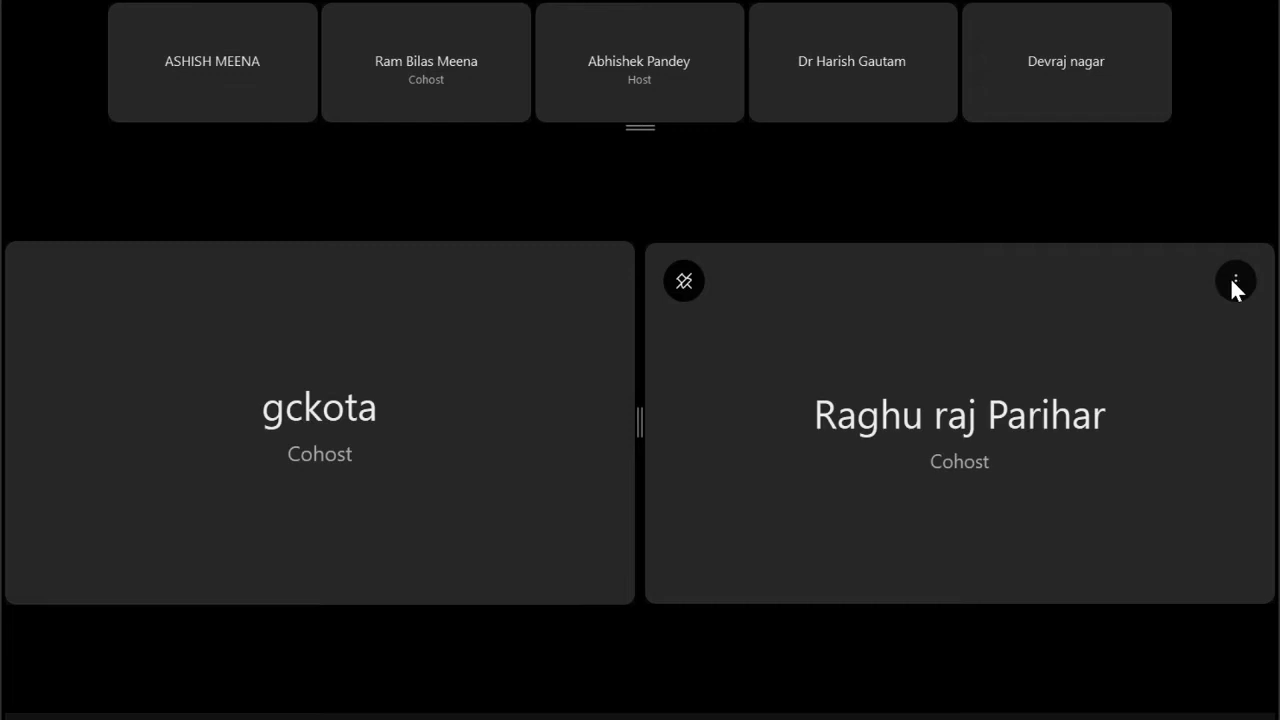 ASHISH MEENA
Ram Bilas Meena
Cohost
Abhishek Pandey
Host
Dr Harish Gautam
Devraj nagar
gckota
Cohost
Raghu raj Parihar
Cohost